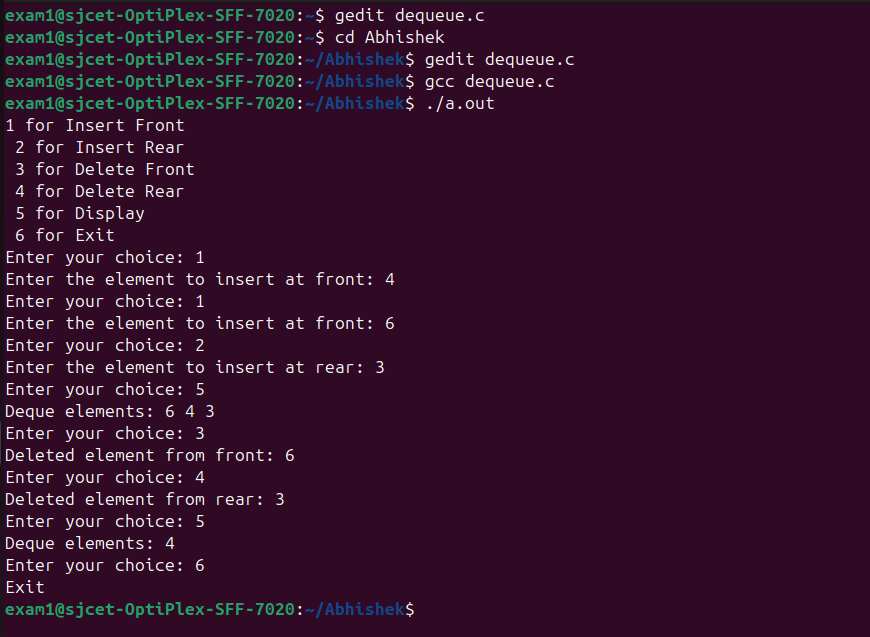 exam1@sjcet-OptiPlex-SFF-7020:~$ gedit dequeue.c
exam1@sjcet-OptiPlex-SFF-7020:~$ cd Abhishek
exam1@sjcet-OptiPlex-SFF-7020:~/Abhishek$ gedit dequeue.c
exam1@sjcet-OptiPlex-SFF-7020:~/Abhishek$ gcc dequeue.c
exam1@sjcet-OptiPlex-SFF-7020:~/Abhishek$ ./a.out
1 for Insert Front
 2 for Insert Rear
 3 for Delete Front
 4 for Delete Rear
 5 for Display
 6 for Exit
Enter your choice: 1
Enter the element to insert at front: 4
Enter your choice: 1
Enter the element to insert at front: 6
Enter your choice: 2
Enter the element to insert at rear: 3
Enter your choice: 5
Deque elements: 6 4 3
Enter your choice: 3
Deleted element from front: 6
Enter your choice: 4
Deleted element from rear: 3
Enter your choice: 5
Deque elements: 4
Enter your choice: 6
Exit
exam1@sjcet-OptiPlex-SFF-7020:~/Abhishek$